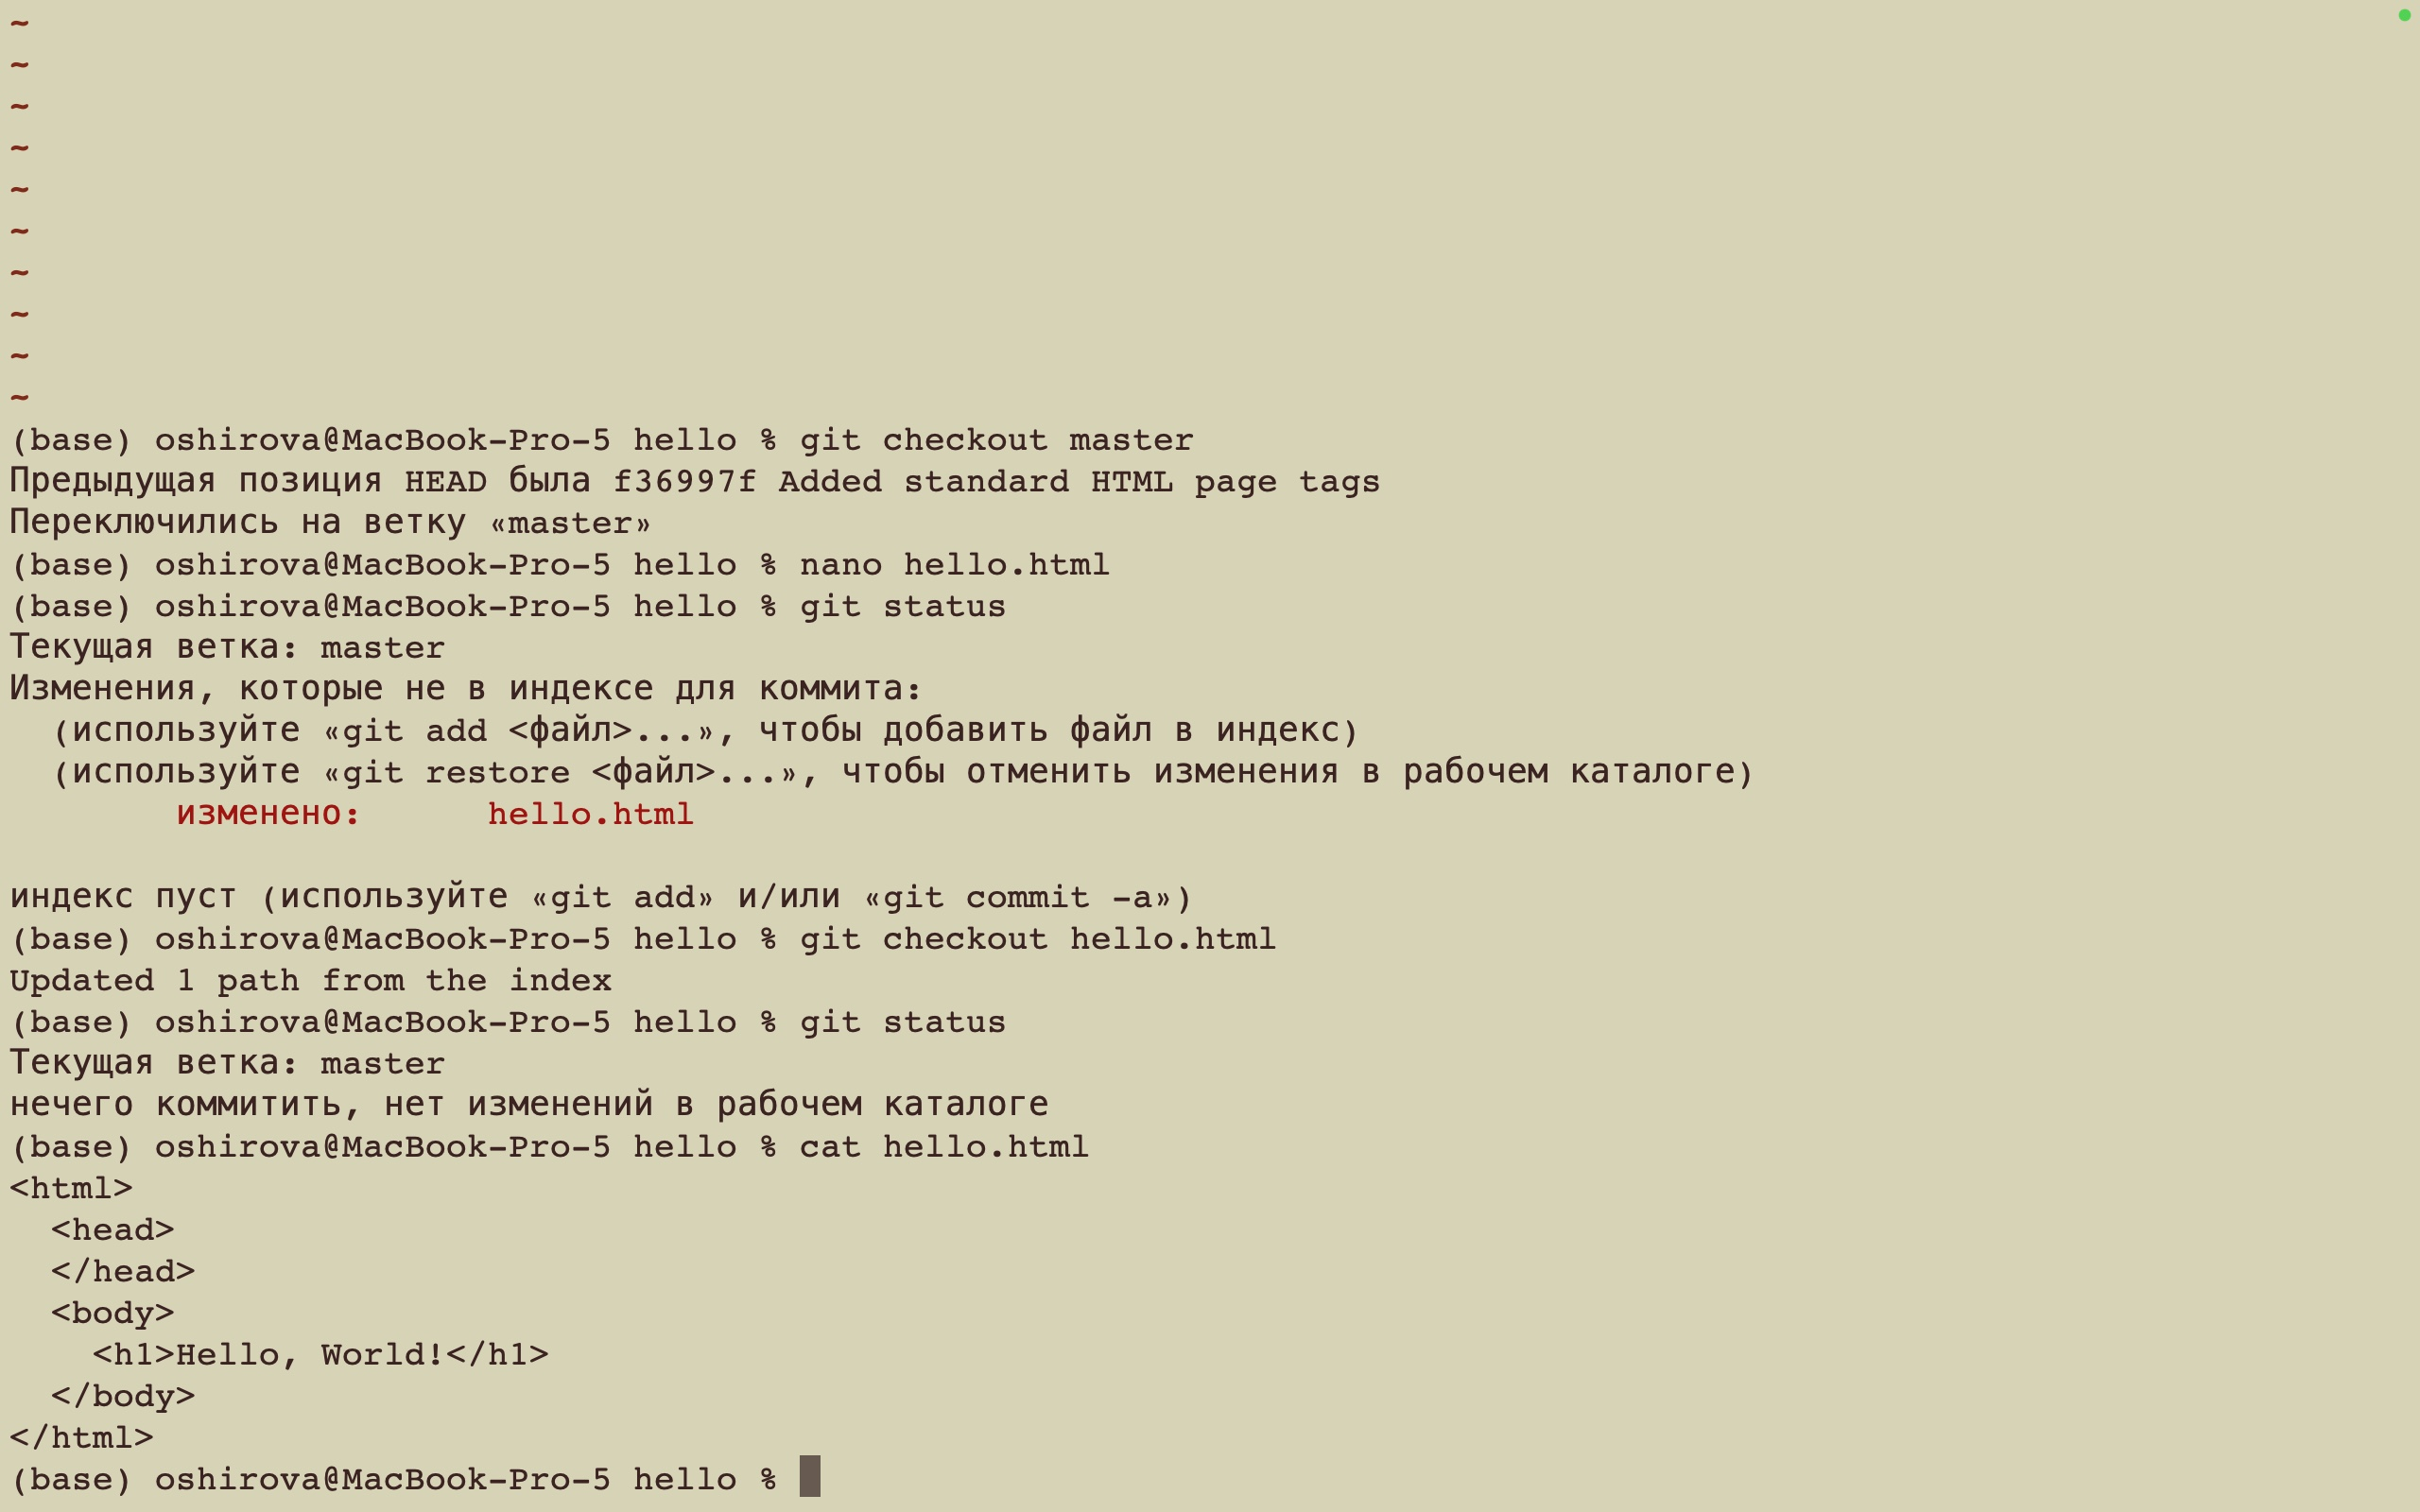 ~
~
~
~
~
~
~
~
~
~
(base) oshirova@MacBook-Pro-5 hello % git checkout master
Предыдущая позиция HEAD была f36997f Added standard HTML page tags
Переключились на ветку «master»
(base) oshirova@MacBook-Pro-5 hello % nano hello.html
(base) oshirova@MacBook-Pro-5 hello % git status
Текущая ветка: master
Изменения, которые не в индексе для коммита:
  (используйте «git add <файл>...», чтобы добавить файл в индекс)
  (используйте «git restore <файл>...», чтобы отменить изменения в рабочем каталоге)
        изменено:      hello.html

индекс пуст (используйте «git add» и/или «git commit -a»)
(base) oshirova@MacBook-Pro-5 hello % git checkout hello.html
Updated 1 path from the index
(base) oshirova@MacBook-Pro-5 hello % git status
Текущая ветка: master
нечего коммитить, нет изменений в рабочем каталоге
(base) oshirova@MacBook-Pro-5 hello % cat hello.html
<html>
  <head>
  </head>
  <body>
    <h1>Hello, World!</h1>
  </body>
</html>
(base) oshirova@MacBook-Pro-5 hello %